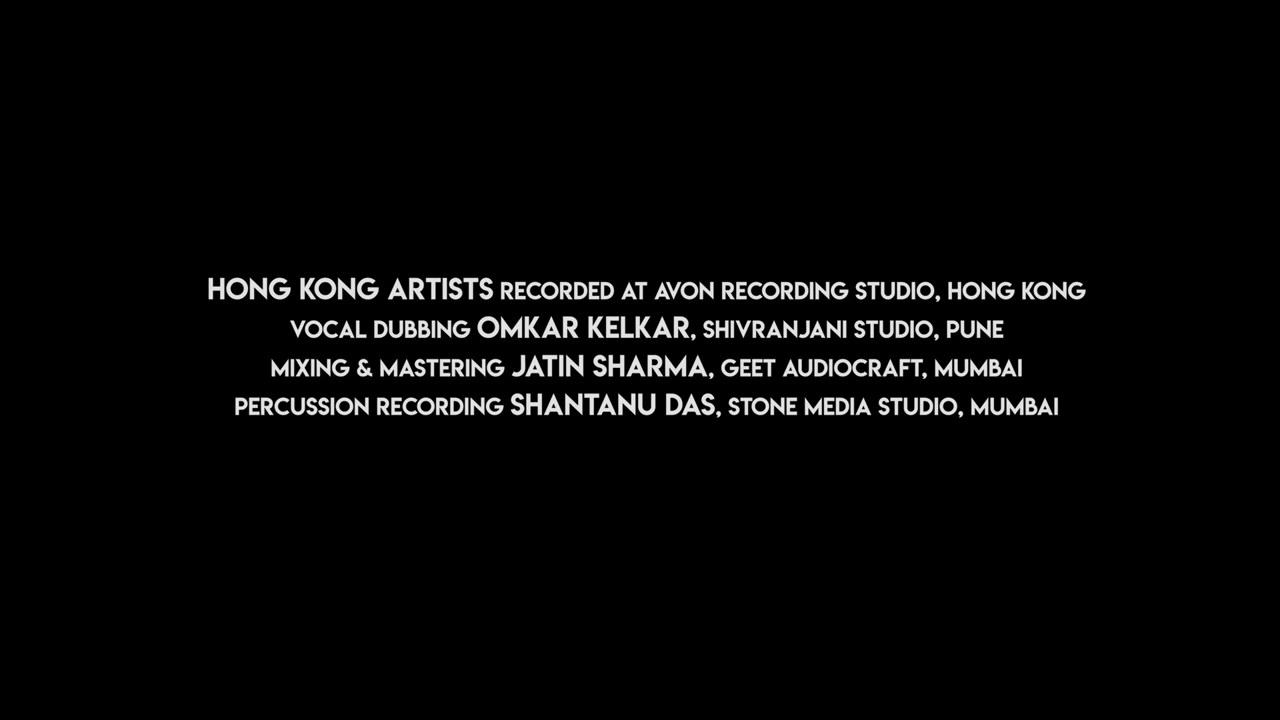 HONG KONG ARTISTS RECORDED AT AVON RECORDING STUDIO, HONG KONG
VOCAL DUBBING OMKAR KELKAR, SHIVRANJANI STUDIO, PUNE
MIXING & MASTERING JATIN SHARMA, GEET AUDIOCRAFT, MUMBAI
PERCUSSION RECORDING SHANTANU DAS, STONE MEDIA STUDIO, MUMBAI